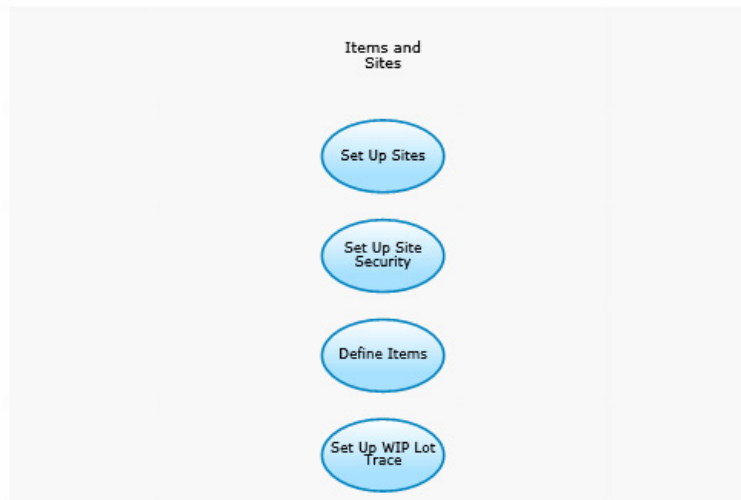 Items and
Sites
Set Up Sites
Set Up Site
Security
Define Items
Set Up WIP Lot
Trace